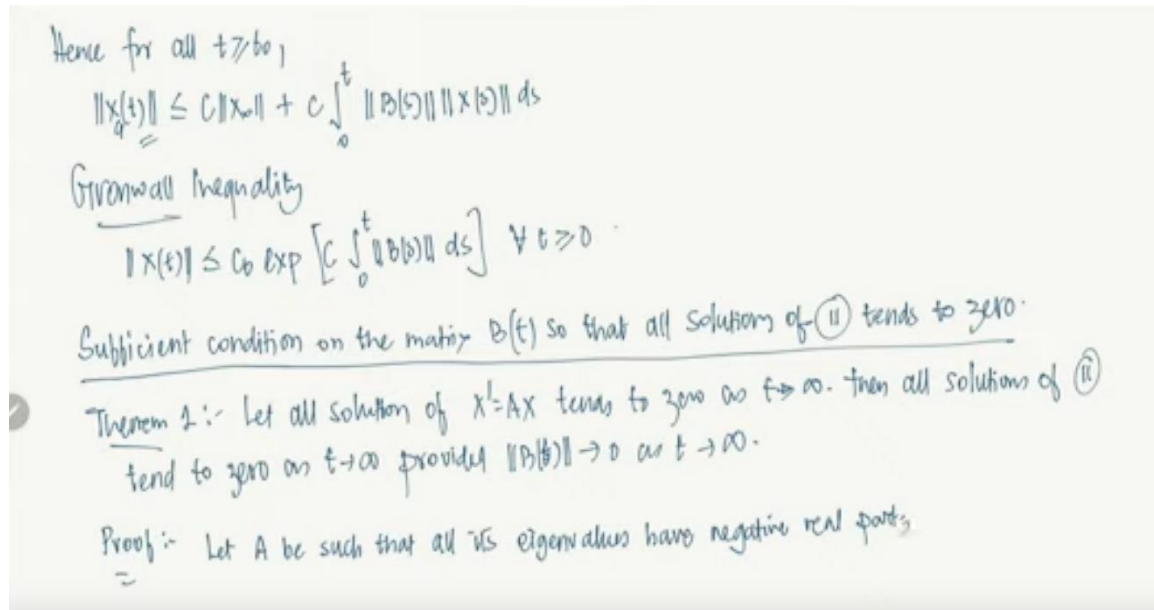 Hence for all t ≥ t₀,
‖x(t)‖ ≤ C‖x₀‖ + C ∫₀ᵗ ‖B(s)‖ ‖x(s)‖ ds
Gronwall Inequality
‖x(t)‖ ≤ C₀ exp [C ∫₀ᵗ ‖B(s)‖ ds] ∀ t ≥ 0
Sufficient condition on the matrix B(t) so that all solutions of (ii) tends to zero.
Theorem 1:- Let all solution of x' = Ax tends to zero as t → ∞. then all solutions of (ii)
tend to zero as t → ∞ provided ‖B(t)‖ → 0 as t → ∞.
Proof:- Let A be such that all its eigenvalues have negative real parts,